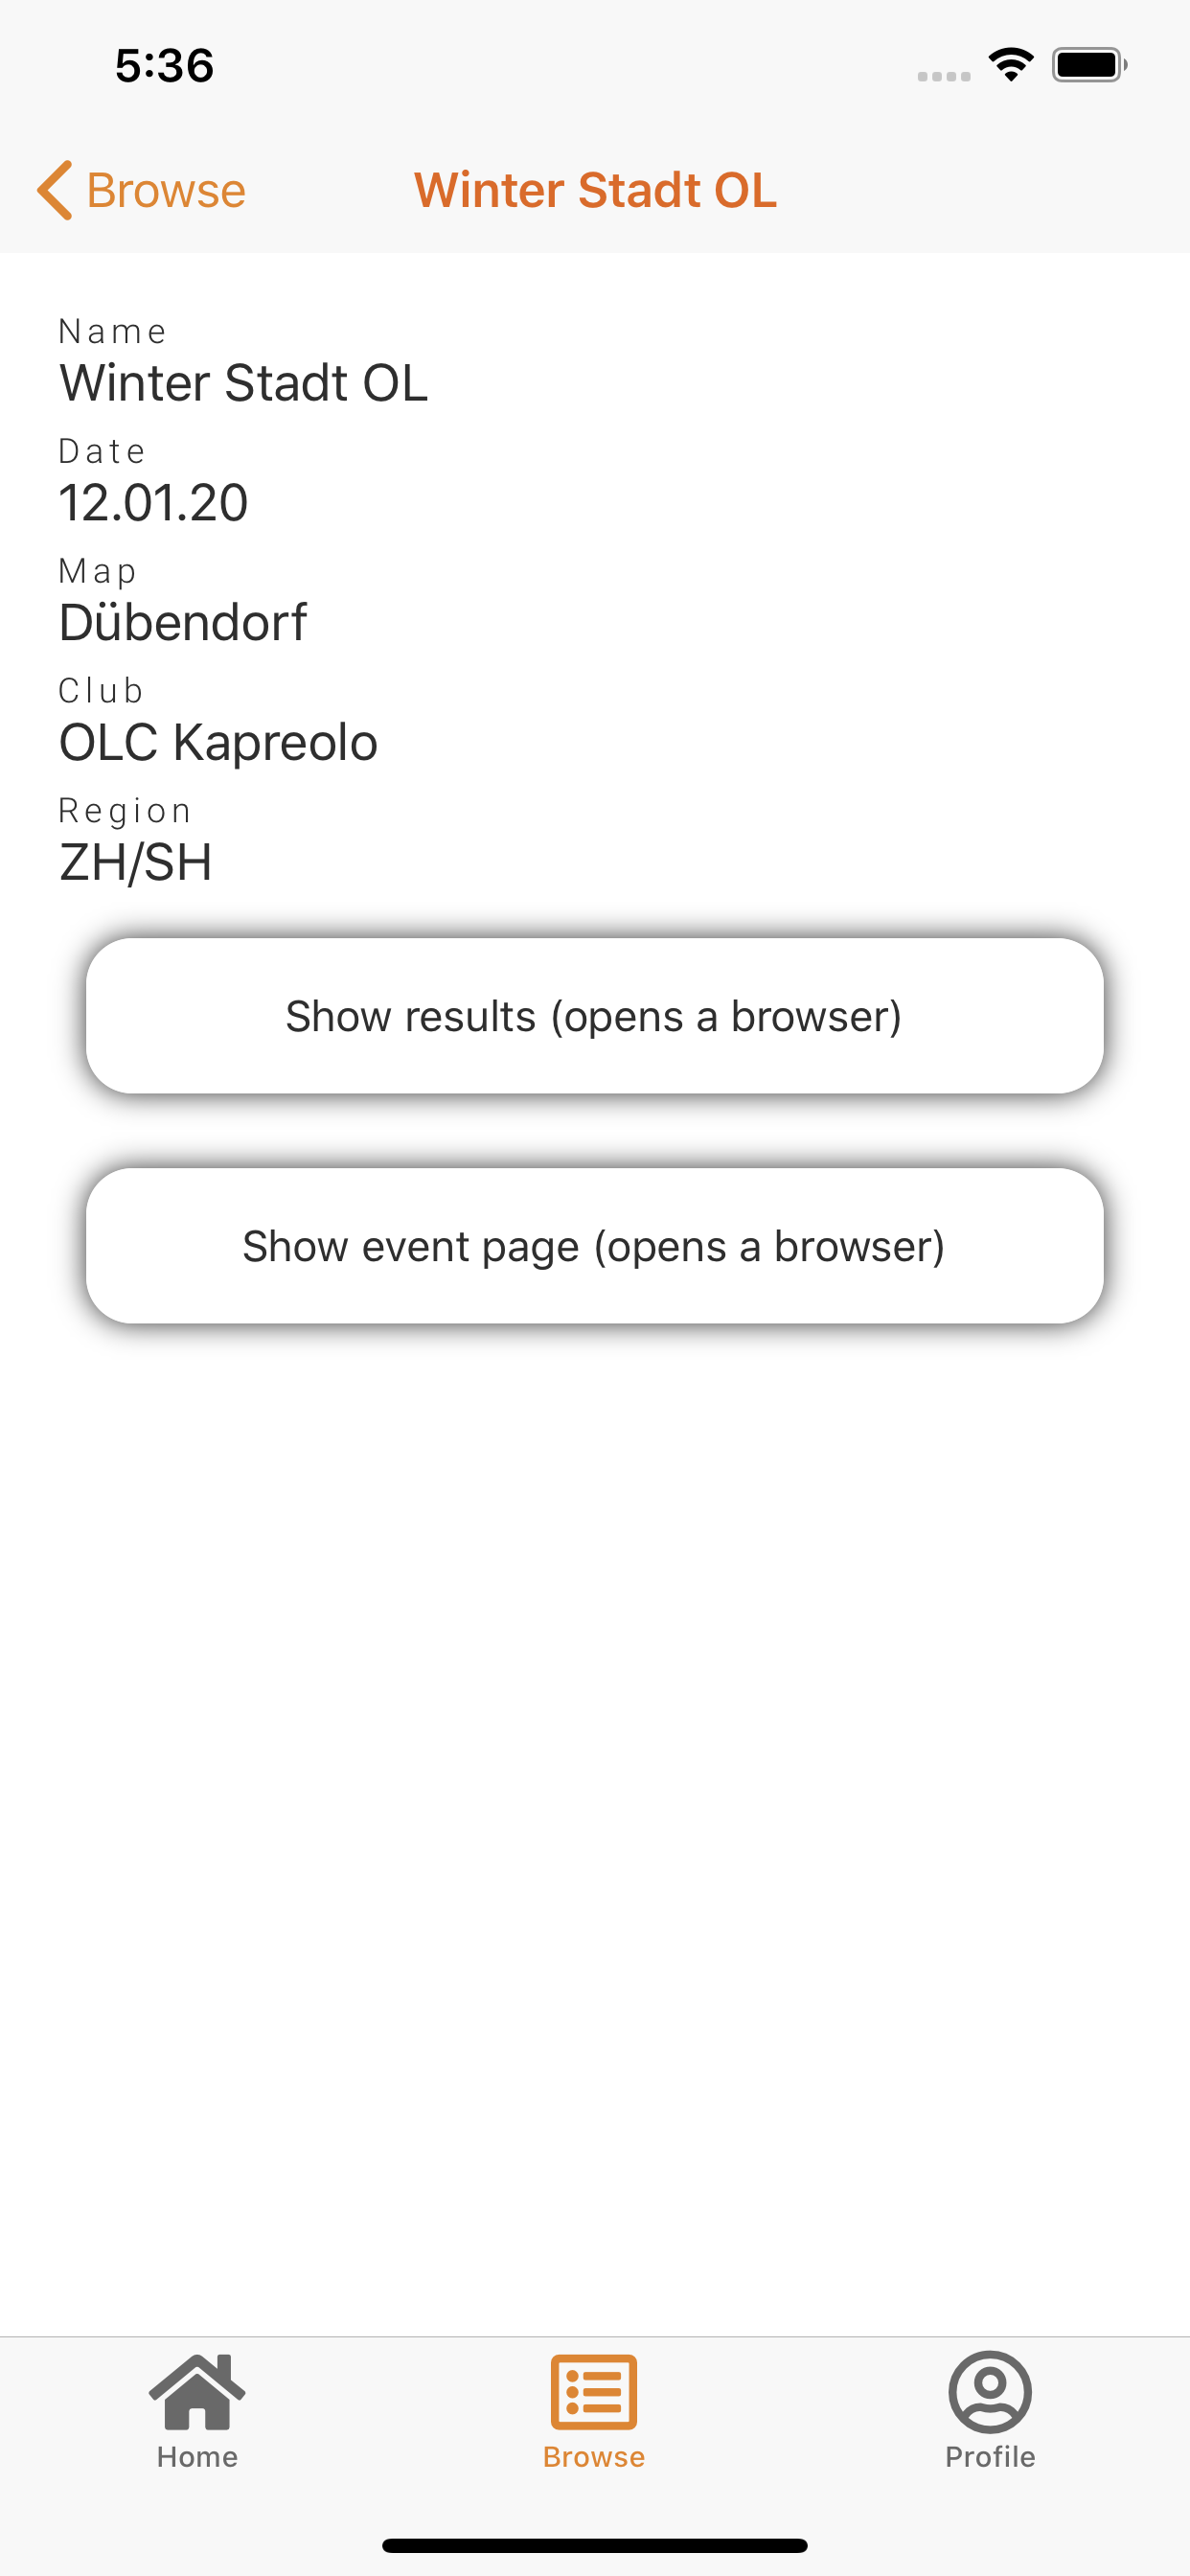 5:36
Browse
Winter Stadt OL
Name
Winter Stadt OL
Date
12.01.20
Map
Dübendorf
Club
OLC Kapreolo
Region
ZH/SH
Show results (opens a browser)
Show event page (opens a browser)
Home
Browse
Profile